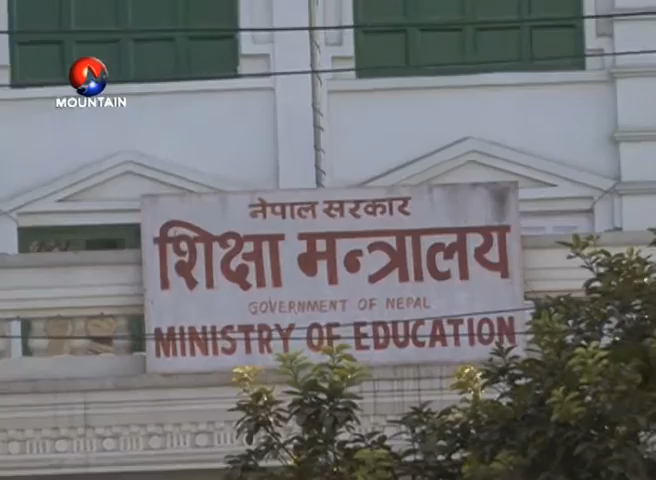 MOUNTAIN
नेपाल सरकार
शिक्षा मन्त्रालय
GOVERNMENT OF NEPAL
MINISTRY OF EDUCATION